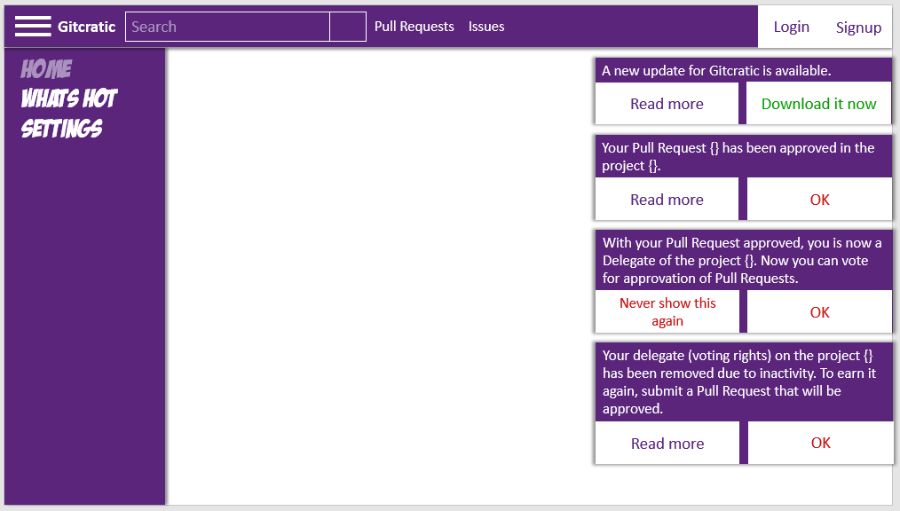 Gitcratic Search Pull Requests Issues Login Signup
HOME
WHATS HOT
SETTINGS
A new update for Gitcratic is available.
Read more Download it now
Your Pull Request {} has been approved in the
project {}.
Read more OK
With your Pull Request approved, you is now a
Delegate of the project {}. Now you can vote
for approvation of Pull Requests.
Never show this
again
OK
Your delegate (voting rights) on the project {}
has been removed due to inactivity. To earn it
again, submit a Pull Request that will be
approved.
Read more OK